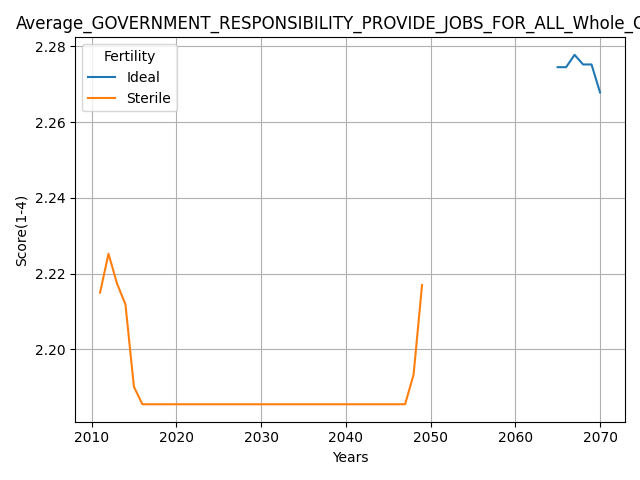 Average_GOVERNMENT_RESPONSIBILITY_PROVIDE_JOBS_FOR_ALL_Whole_
Fertility
Ideal
Sterile
Score(1-4)
2.28
2.26
2.24
2.22
2.20
2010 2020 2030 2040 2050 2060 2070
Years